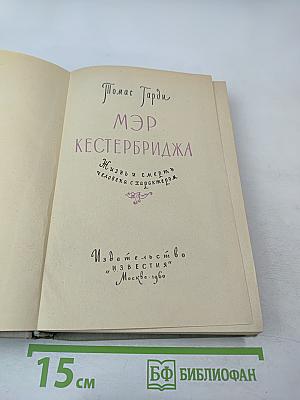 Томас Гарди
МЭР
КЕСТЕРБРИДЖА
Жизнь и смерть
человека с характером
Издательство
"ИЗВЕСТИЯ"
Москва-1960
15 см
БФ БИБЛИОФАН